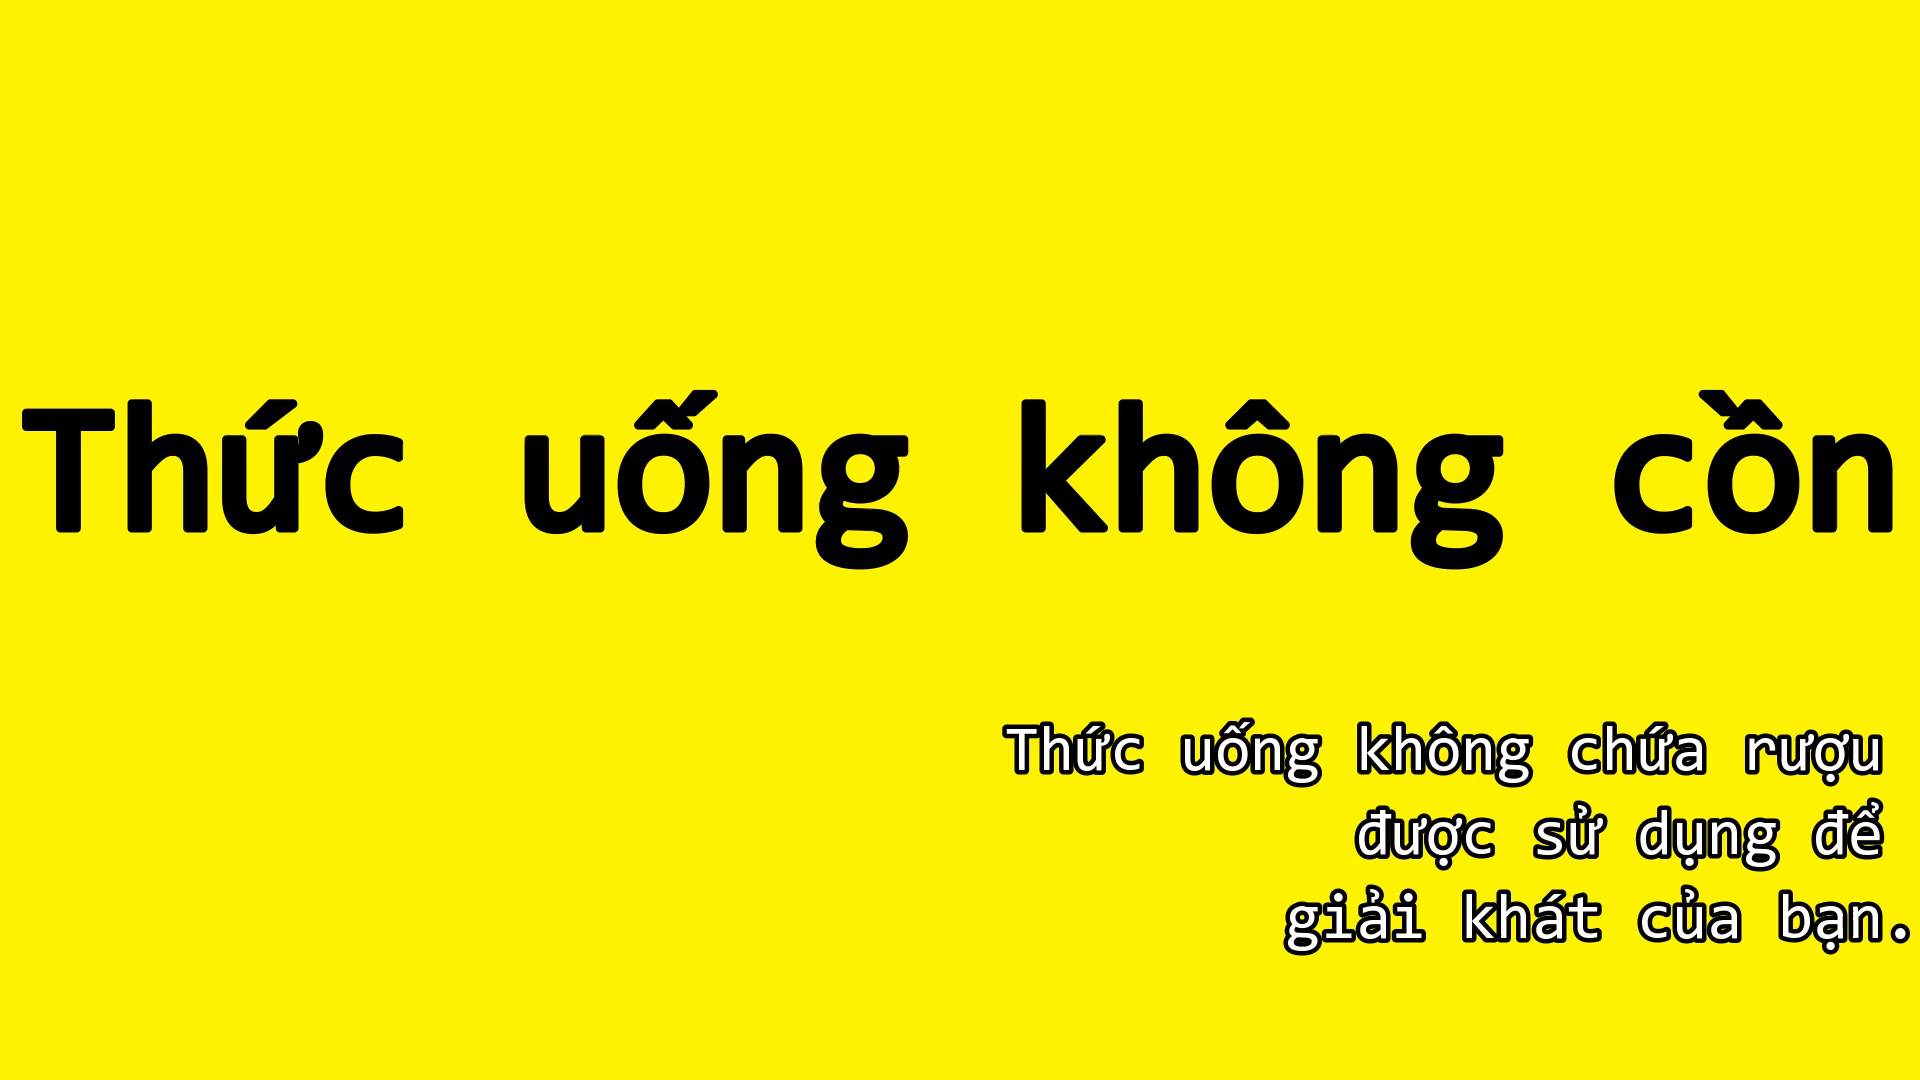 Thức uống không cồn
Thức uống không chứa rượu
được sử dụng để
giải khát của bạn.